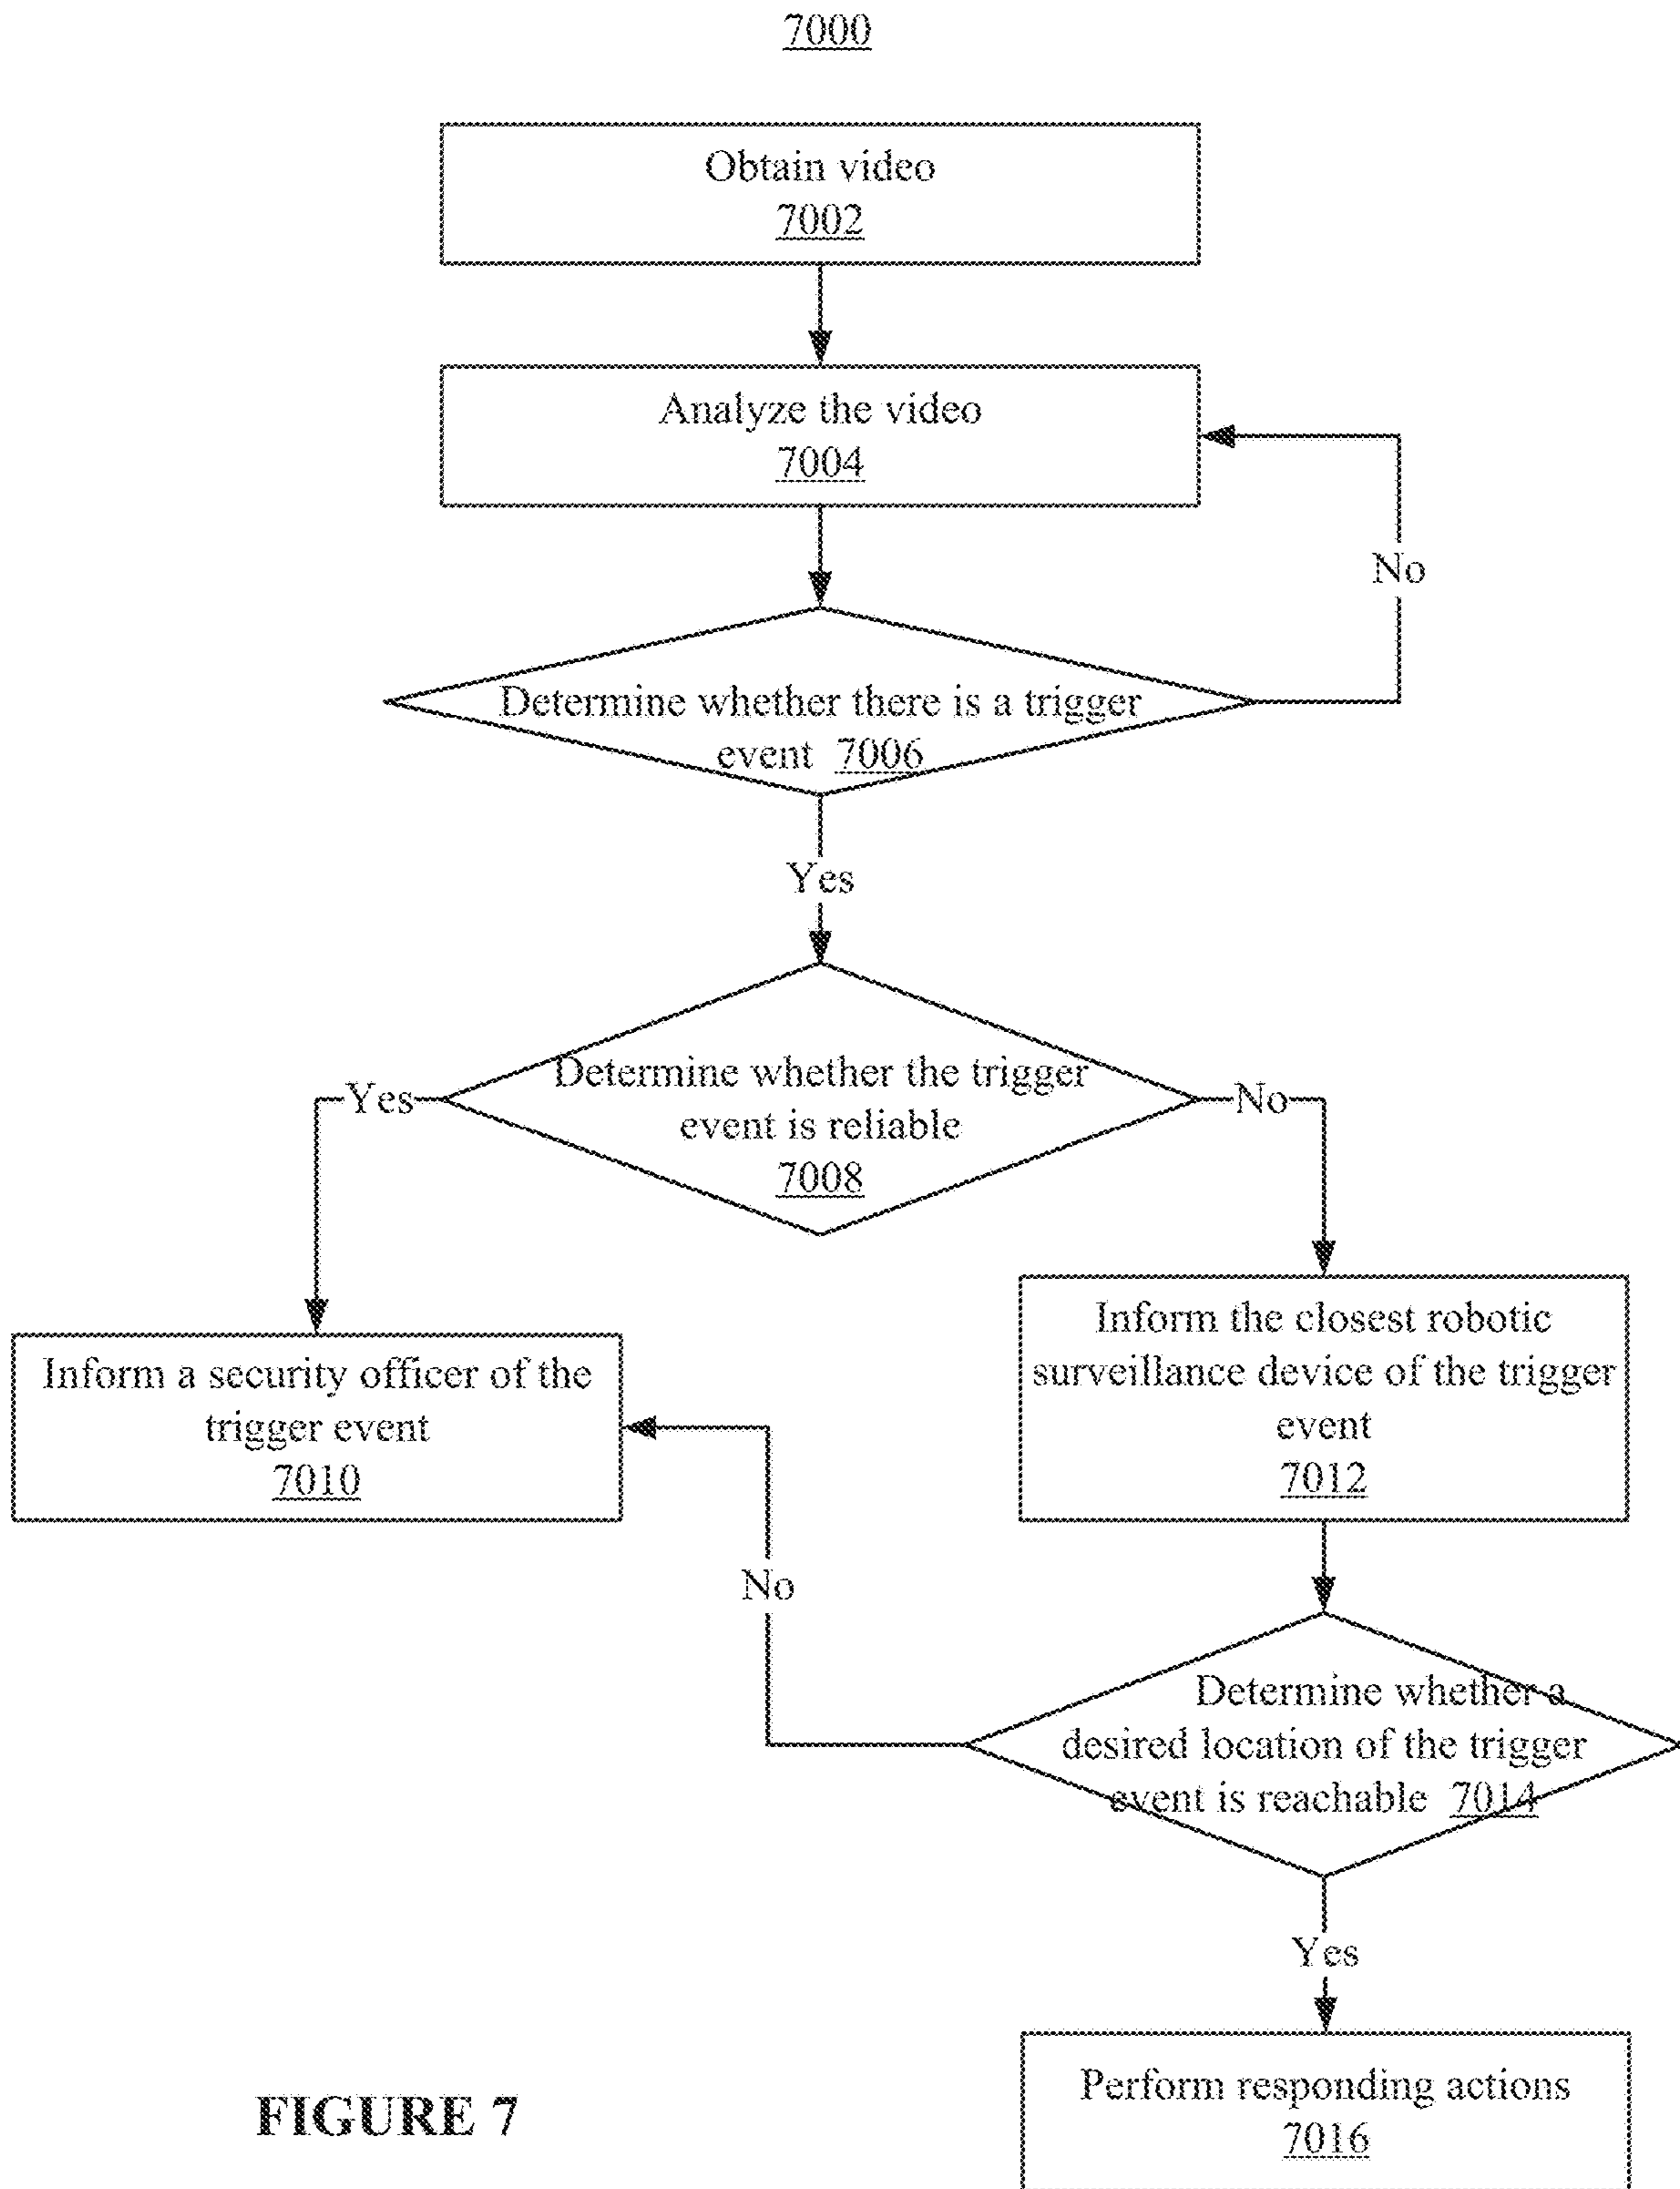 7000
Obtain video
7002
Analyze the video
7004
No
Determine whether there is a trigger
event 7006
Yes
Determine whether the trigger
event is reliable
7008
Yes
No
Inform a security officer of the
trigger event
7010
Inform the closest robotic
surveillance device of the trigger
event
7012
No
Determine whether a
desired location of the trigger
event is reachable 7014
Yes
Perform responding actions
7016
FIGURE 7